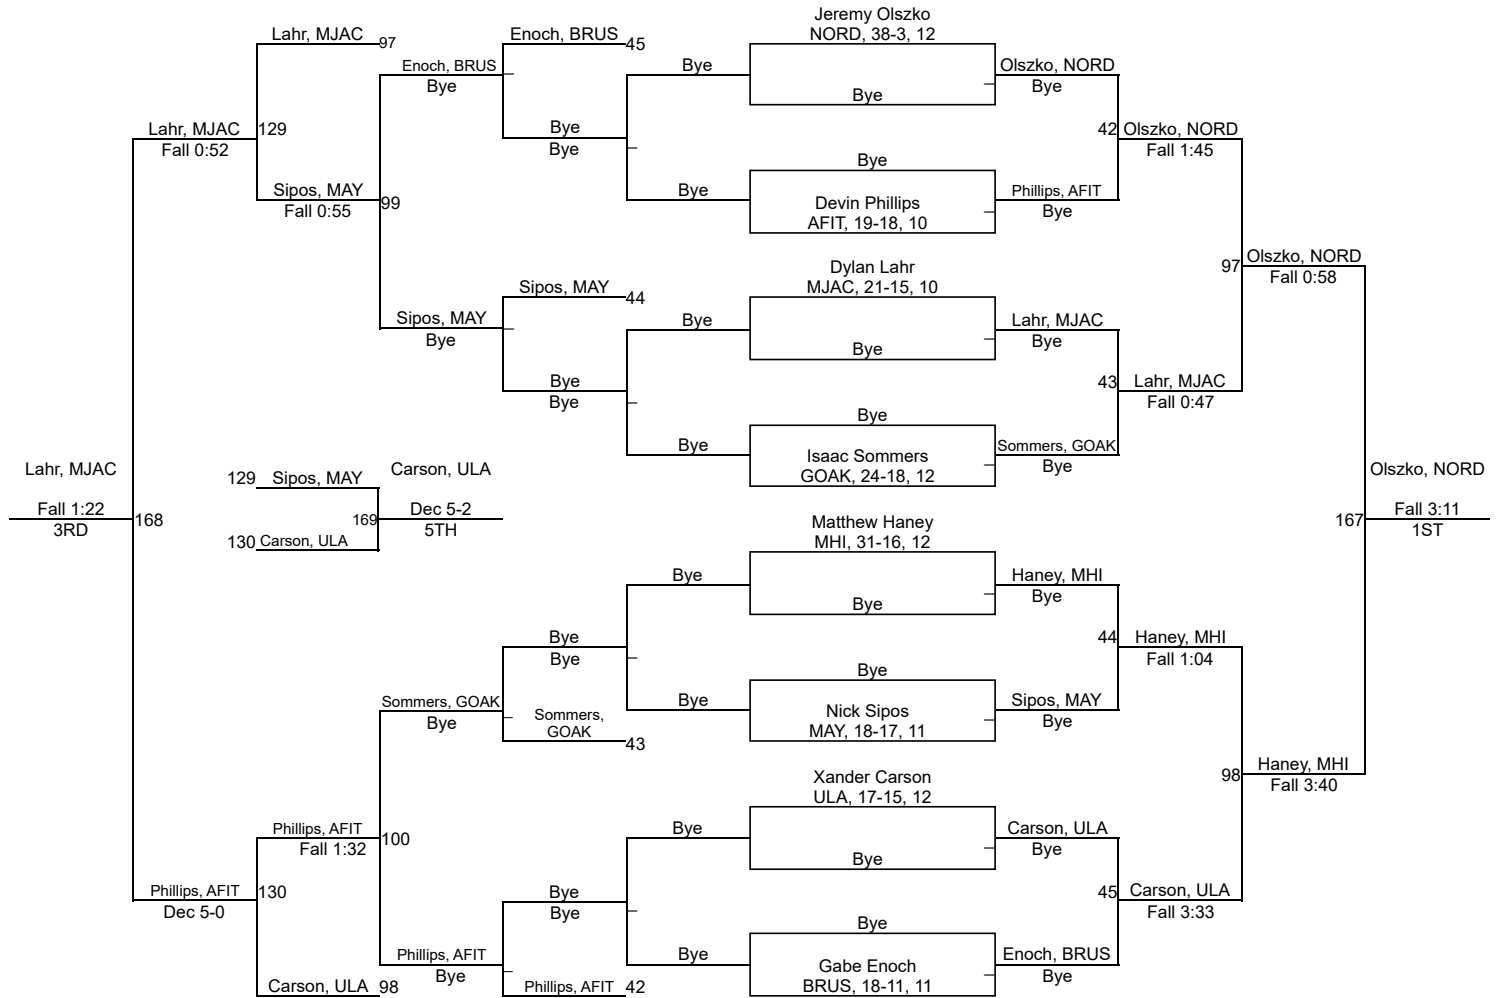 Jeremy Olszko
NORD, 38-3, 12
Lahr, MJAC
97
Enoch, BRUS
45
Enoch, BRUS
Bye
Bye
Bye
Olszko, NORD
Bye
Lahr, MJAC
129
Fall 0:52
Bye
Bye
42
Olszko, NORD
Fall 1:45
Bye
Sipos, MAY
99
Fall 0:55
Bye
Devin Phillips
AFIT, 19-18, 10
Phillips, AFIT
Bye
Dylan Lahr
MJAC, 21-15, 10
97
Olszko, NORD
Fall 0:58
Sipos, MAY
44
Sipos, MAY
Bye
Bye
Bye
Lahr, MJAC
Bye
Bye
Bye
43
Lahr, MJAC
Fall 0:47
Bye
Bye
Isaac Sommers
GOAK, 24-18, 12
Sommers, GOAK
Bye
Lahr, MJAC
129
Sipos, MAY
Carson, ULA
Olszko, NORD
Fall 1:22
168
3RD
169
Dec 5-2
5TH
167
Fall 3:11
1ST
130
Carson, ULA
Matthew Haney
MHI, 31-16, 12
Bye
Bye
Haney, MHI
Bye
Bye
Bye
44
Haney, MHI
Fall 1:04
Bye
Sommers, GOAK
Bye
Sommers,
GOAK
43
Bye
Nick Sipos
MAY, 18-17, 11
Sipos, MAY
Bye
Xander Carson
ULA, 17-15, 12
98
Haney, MHI
Fall 3:40
Phillips, AFIT
100
Fall 1:32
Bye
Bye
Carson, ULA
Bye
Phillips, AFIT
130
Dec 5-0
Bye
Bye
45
Carson, ULA
Fall 3:33
Bye
Phillips, AFIT
Bye
Bye
Gabe Enoch
BRUS, 18-11, 11
Enoch, BRUS
Bye
Carson, ULA
98
Phillips, AFIT
42